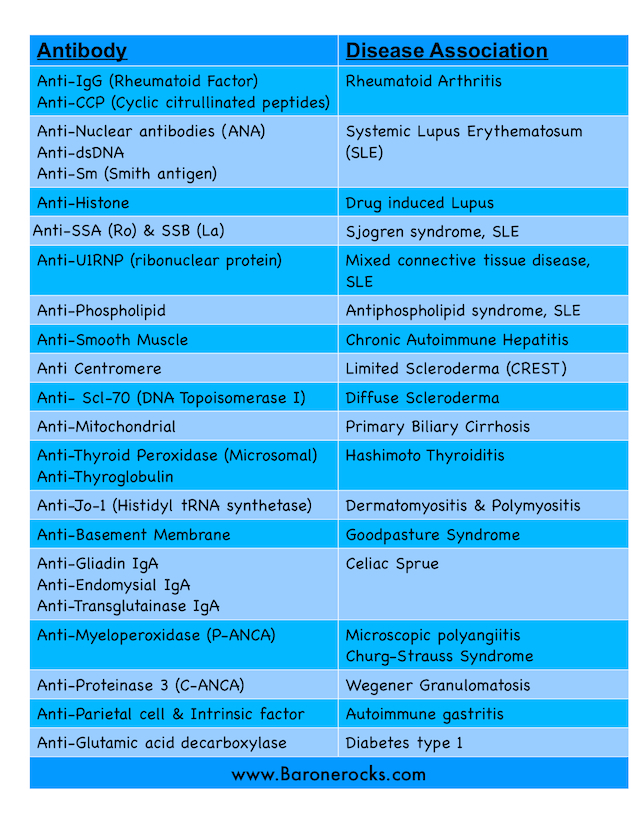 Antibody Disease Association
Anti-IgG (Rheumatoid Factor) Rheumatoid Arthritis
Anti-CCP (Cyclic citrullinated peptides)
Anti-Nuclear antibodies (ANA) Systemic Lupus Erythematosum
Anti-dsDNA (SLE)
Anti-Sm (Smith antigen)
Anti-Histone Drug induced Lupus
Anti-SSA (Ro) & SSB (La) Sjogren syndrome, SLE
Anti-U1RNP (ribonuclear protein) Mixed connective tissue disease,
SLE
Anti-Phospholipid Antiphospholipid syndrome, SLE
Anti-Smooth Muscle Chronic Autoimmune Hepatitis
Anti Centromere Limited Scleroderma (CREST)
Anti- Scl-70 (DNA Topoisomerase I) Diffuse Scleroderma
Anti-Mitochondrial Primary Biliary Cirrhosis
Anti-Thyroid Peroxidase (Microsomal) Hashimoto Thyroiditis
Anti-Thyroglobulin
Anti-Jo-1 (Histidyl tRNA synthetase) Dermatomyositis & Polymyositis
Anti-Basement Membrane Goodpasture Syndrome
Anti-Gliadin IgA Celiac Sprue
Anti-Endomysial IgA
Anti-Transglutainase IgA
Anti-Myeloperoxidase (P-ANCA) Microscopic polyangiitis
Churg-Strauss Syndrome
Anti-Proteinase 3 (C-ANCA) Wegener Granulomatosis
Anti-Parietal cell & Intrinsic factor Autoimmune gastritis
Anti-Glutamic acid decarboxylase Diabetes type 1
www.Baronerocks.com